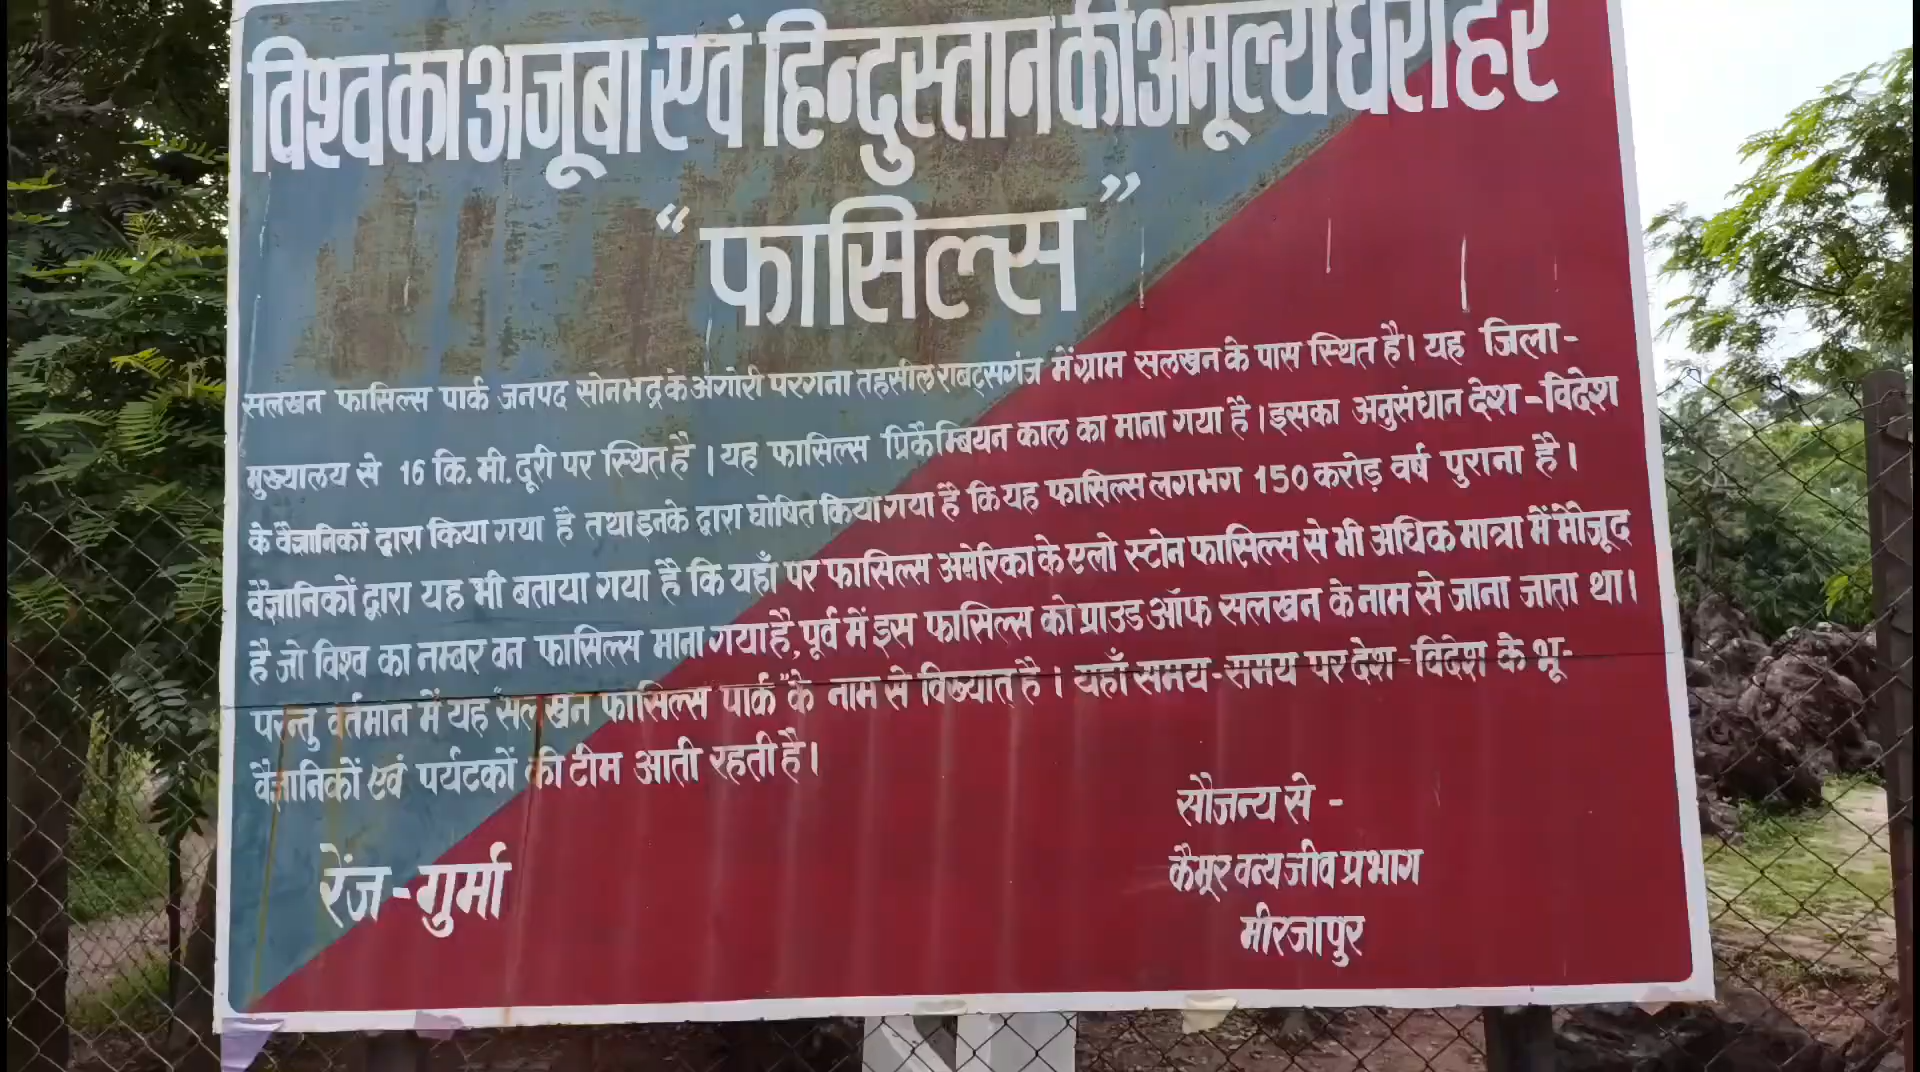 विश्व का अजूबा एवं हिन्दुस्तान की अमूल्य धरोहर
“फासिल्स”
सलखन फासिल्स पार्क जनपद सोनभद्र के अगोरी परगना तहसील राबर्ट्सगंज में ग्राम सलखन के पास स्थित है। यह जिला-
मुख्यालय से 16 कि.मी. दूरी पर स्थित है । यह फासिल्स प्रिकैम्बियन काल का माना गया है । इसका अनुसंधान देश-विदेश
के वैज्ञानिकों द्वारा किया गया है तथा इनके द्वारा घोषित किया गया है कि यह फासिल्स लगभग 150 करोड़ वर्ष पुराना है।
वैज्ञानिकों द्वारा यह भी बताया गया है कि यहाँ पर फासिल्स अमेरिका के एलो स्टोन फासिल्स से भी अधिक मात्रा में मौजूद
है जो विश्व का नम्बर वन फासिल्स माना गया है, पूर्व में इस फासिल्स को प्राउड ऑफ सलखन के नाम से जाना जाता था।
परन्तु वर्तमान में यह "सलखन फासिल्स पार्क" के नाम से विख्यात् है । यहाँ समय-समय पर देश-विदेश के भू-
वैज्ञानिकों एवं पर्यटकों की टीम आती रहती है।
सौजन्य से -
रेंज-गुर्मा
कैमूर वन्य जीव प्रभाग
मीरजापुर